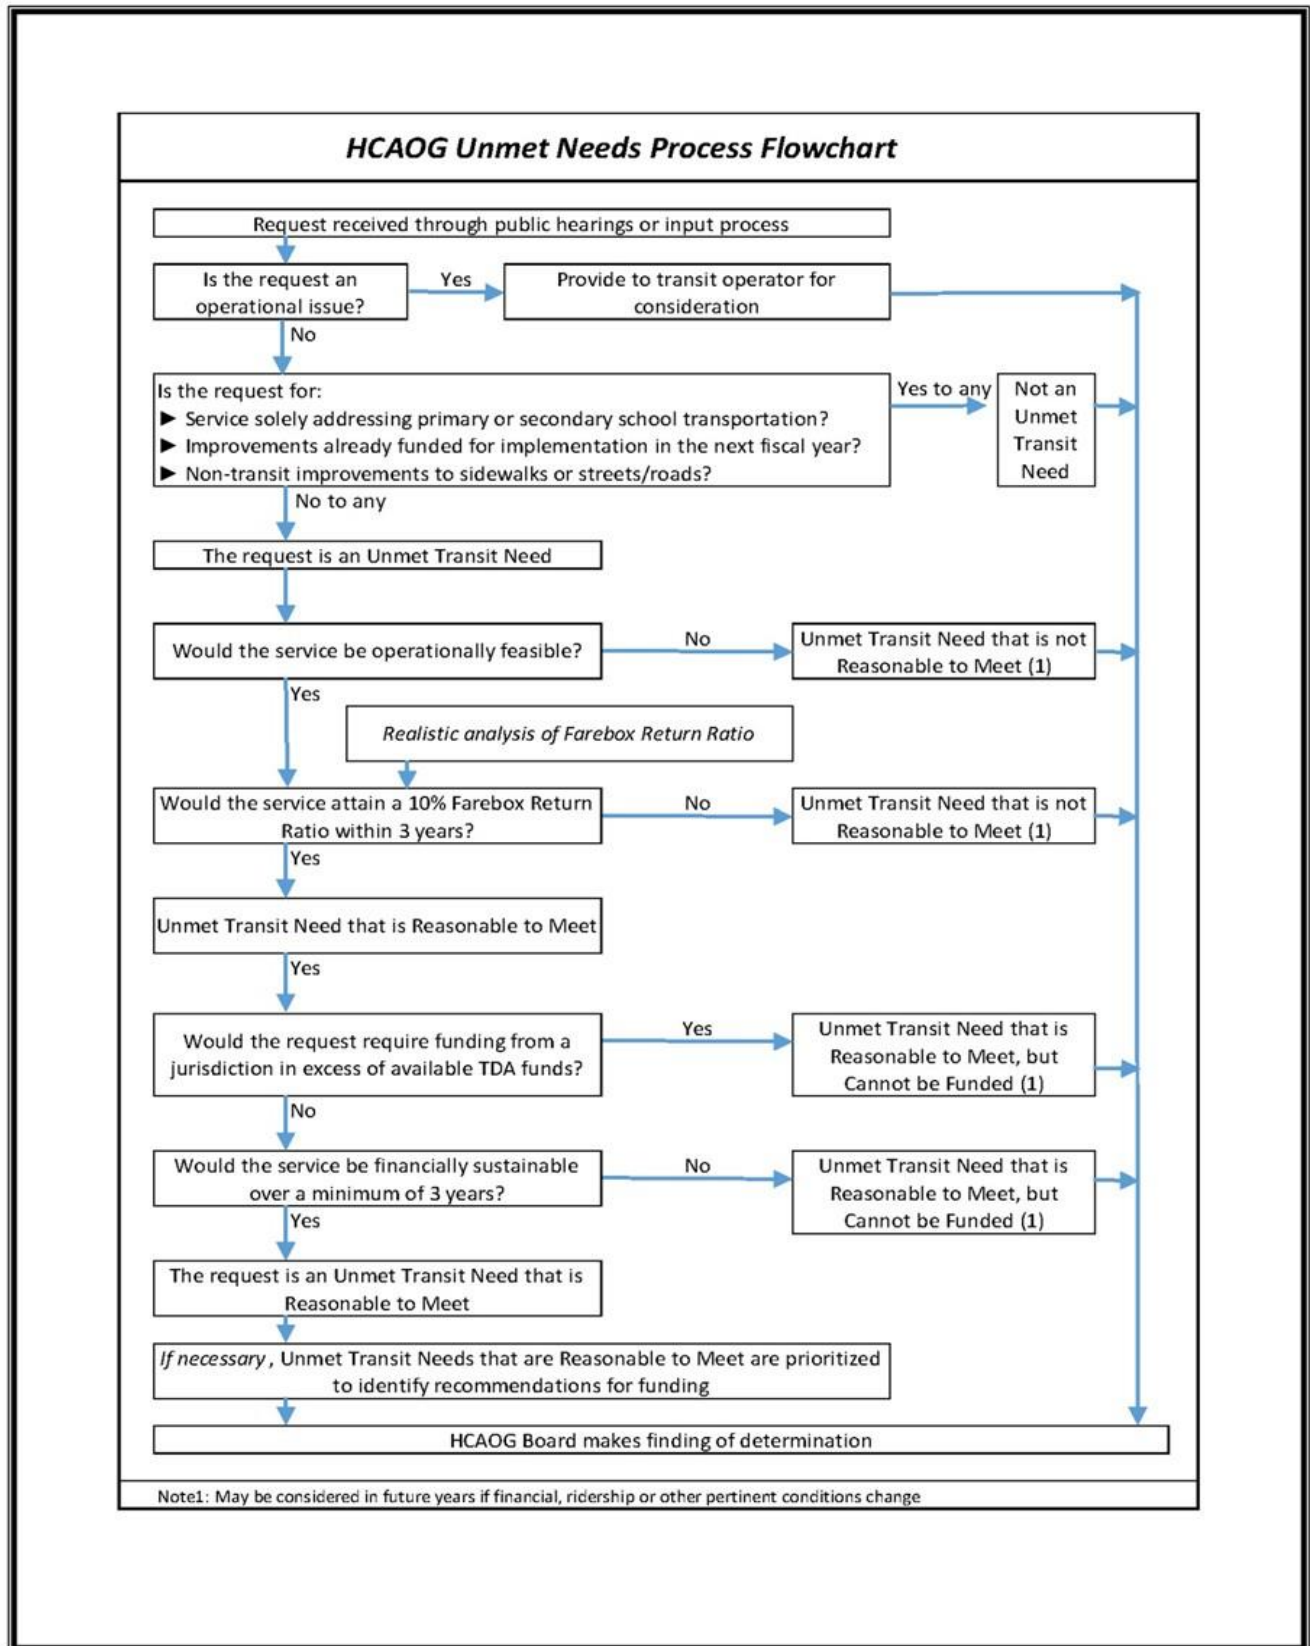 HCAOG Unmet Needs Process Flowchart
Request received through public hearings or input process
Is the request an
operational issue?
Yes
Provide to transit operator for
consideration
No
Is the request for:
► Service solely addressing primary or secondary school transportation?
► Improvements already funded for implementation in the next fiscal year?
► Non-transit improvements to sidewalks or streets/roads?
Yes to any
Not an
Unmet
Transit
Need
No to any
The request is an Unmet Transit Need
Would the service be operationally feasible?
No
Unmet Transit Need that is not
Reasonable to Meet (1)
Yes
Realistic analysis of Farebox Return Ratio
Would the service attain a 10% Farebox Return
Ratio within 3 years?
No
Unmet Transit Need that is not
Reasonable to Meet (1)
Yes
Unmet Transit Need that is Reasonable to Meet
Yes
Would the request require funding from a
jurisdiction in excess of available TDA funds?
Yes
Unmet Transit Need that is
Reasonable to Meet, but
Cannot be Funded (1)
No
Would the service be financially sustainable
over a minimum of 3 years?
No
Unmet Transit Need that is
Reasonable to Meet, but
Cannot be Funded (1)
Yes
The request is an Unmet Transit Need that is
Reasonable to Meet
If necessary, Unmet Transit Needs that are Reasonable to Meet are prioritized
to identify recommendations for funding
HCAOG Board makes finding of determination
Note1: May be considered in future years if financial, ridership or other pertinent conditions change